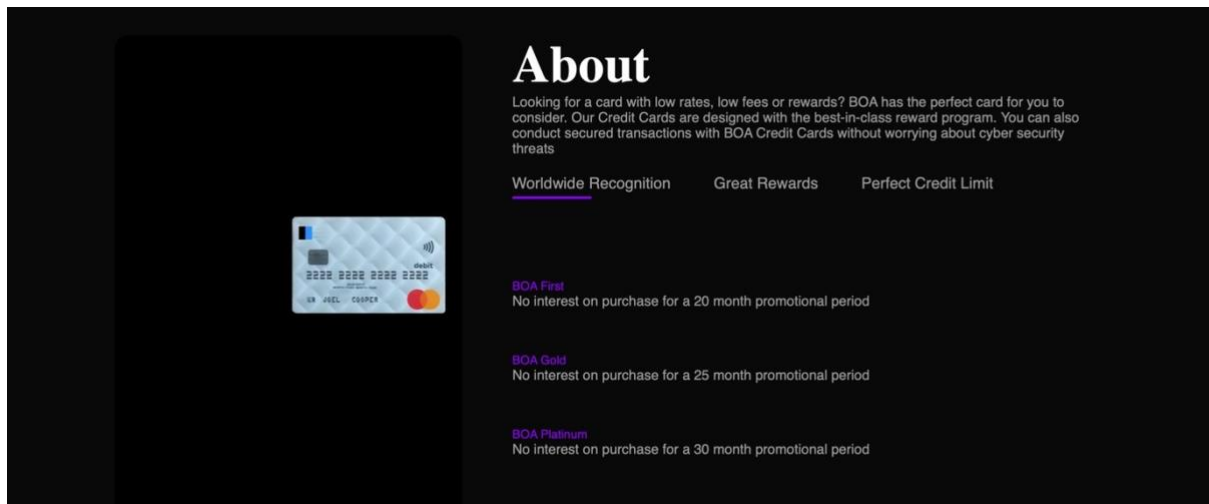 About
Looking for a card with low rates, low fees or rewards? BOA has the perfect card for you to
consider. Our Credit Cards are designed with the best-in-class reward program. You can also
conduct secured transactions with BOA Credit Cards without worrying about cyber security
threats
Worldwide Recognition Great Rewards Perfect Credit Limit
debit
2222 2222 2222 2222
JOEL COOPER
BOA First
No interest on purchase for a 20 month promotional period
BOA Gold
No interest on purchase for a 25 month promotional period
BOA Platinum
No interest on purchase for a 30 month promotional period